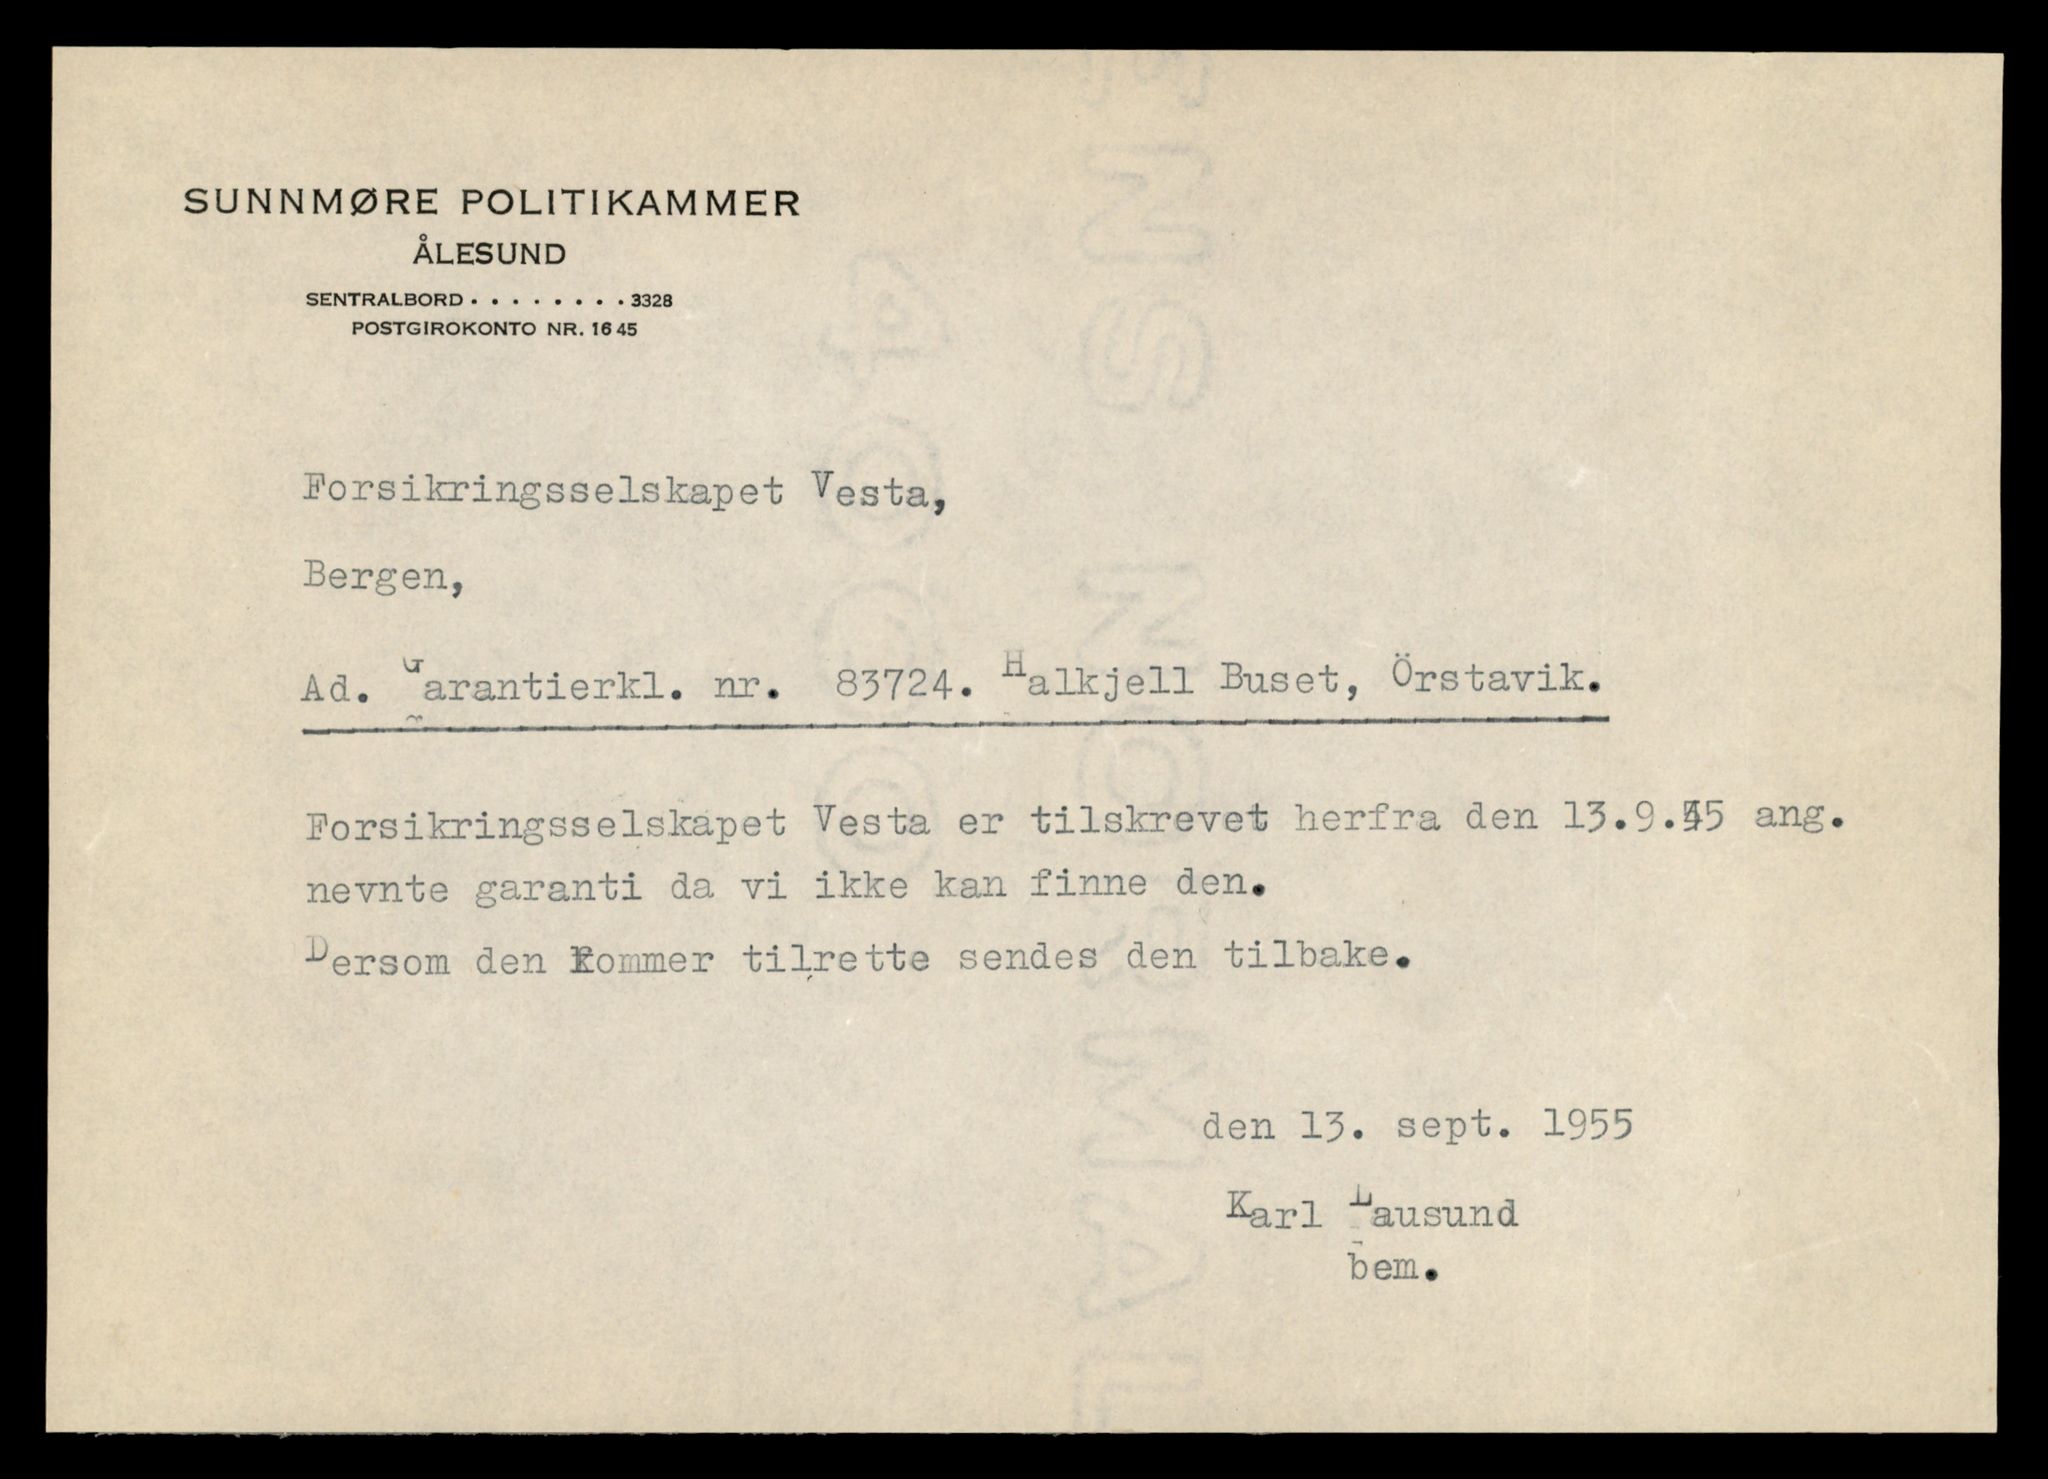 SUNNMØRE POLITIKAMMER
ÅLESUND
SENTRALBORD ........ 3328
POSTGIROKONTO NR. 1645
Forsikringsselskapet Vesta,
Bergen,
Ad. Garantierkl. nr. 83724. Halkjell Buset, Örstavik.
Forsikringsselskapet Vesta er tilskrevet herfra den 13.9.55 ang.
nevnte garanti da vi ikke kan finne den.
Dersom den kommer tilrette sendes den tilbake.
den 13. sept. 1955
Karl Lausund
bem.